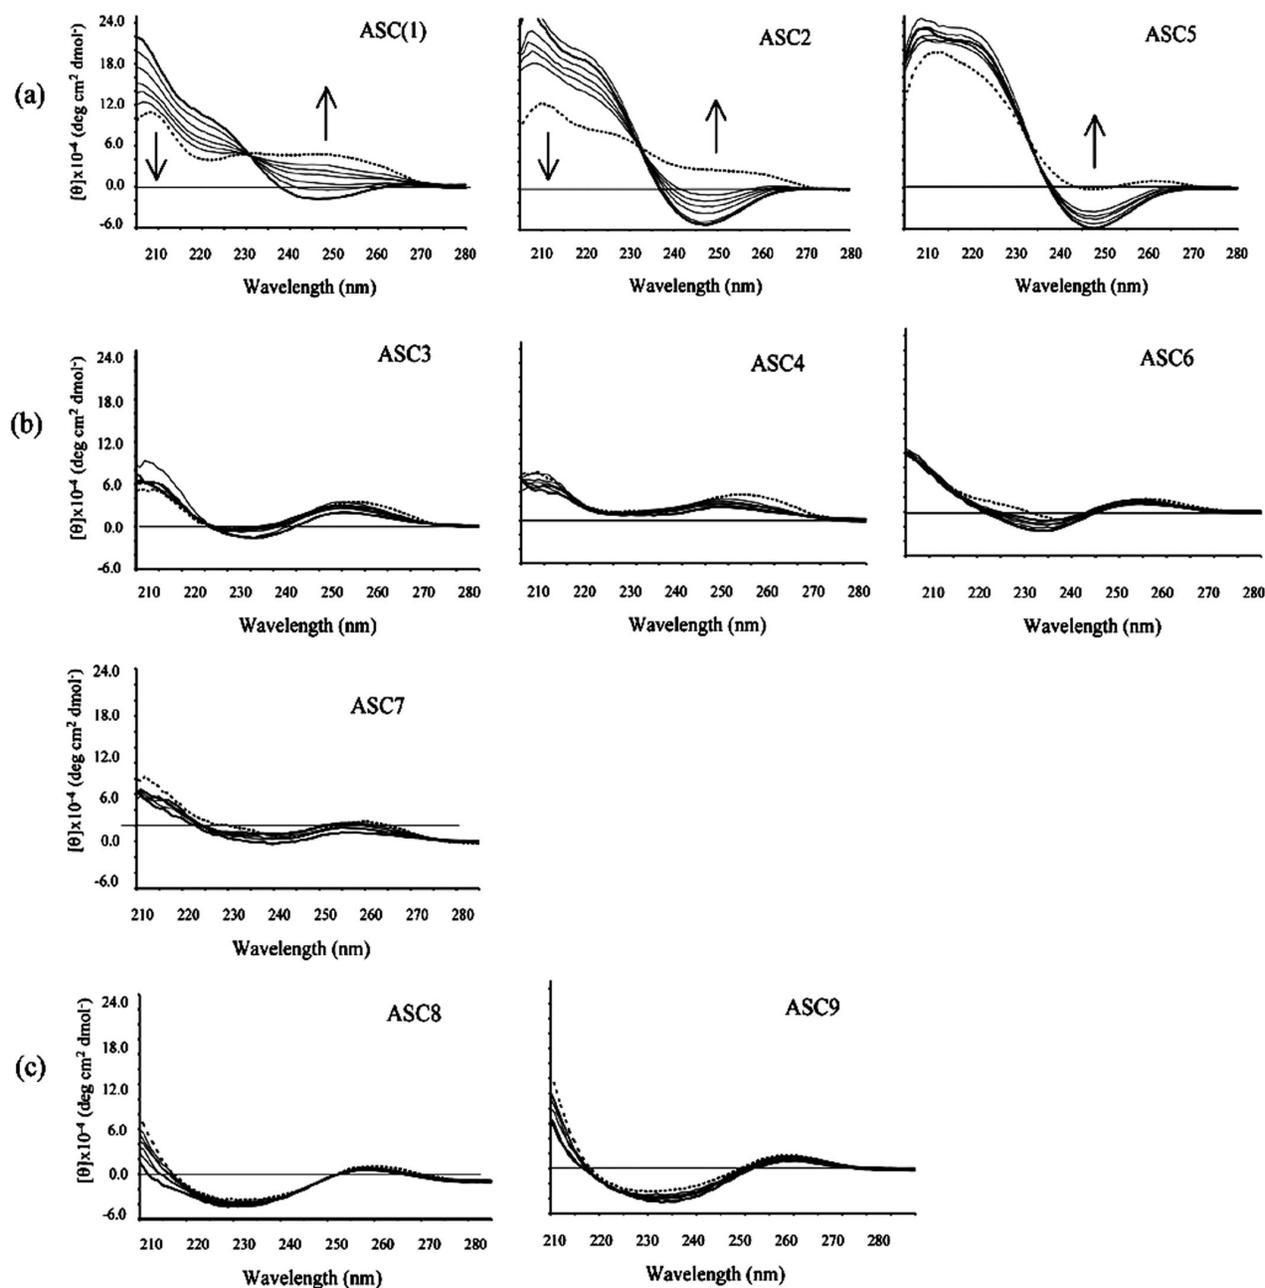 (a)
[θ]x10⁻⁴ (deg cm² dmol⁻)
24.0
18.0
12.0
6.0
0.0
-6.0
ASC(1)
210 220 230 240 250 260 270 280
Wavelength (nm)
ASC2
210 220 230 240 250 260 270 280
Wavelength (nm)
ASC5
210 220 230 240 250 260 270 280
Wavelength (nm)
(b)
[θ]x10⁻⁴ (deg cm² dmol⁻)
24.0
18.0
12.0
6.0
0.0
-6.0
ASC3
210 220 230 240 250 260 270 280
Wavelength (nm)
ASC4
210 220 230 240 250 260 270 280
Wavelength (nm)
ASC6
210 220 230 240 250 260 270 280
Wavelength (nm)
[θ]x10⁻⁴ (deg cm² dmol⁻)
24.0
18.0
12.0
6.0
0.0
-6.0
ASC7
210 220 230 240 250 260 270 280
Wavelength (nm)
(c)
[θ]x10⁻⁴ (deg cm² dmol⁻)
24.0
18.0
12.0
6.0
0.0
-6.0
ASC8
210 220 230 240 250 260 270 280
Wavelength (nm)
ASC9
210 220 230 240 250 260 270 280
Wavelength (nm)